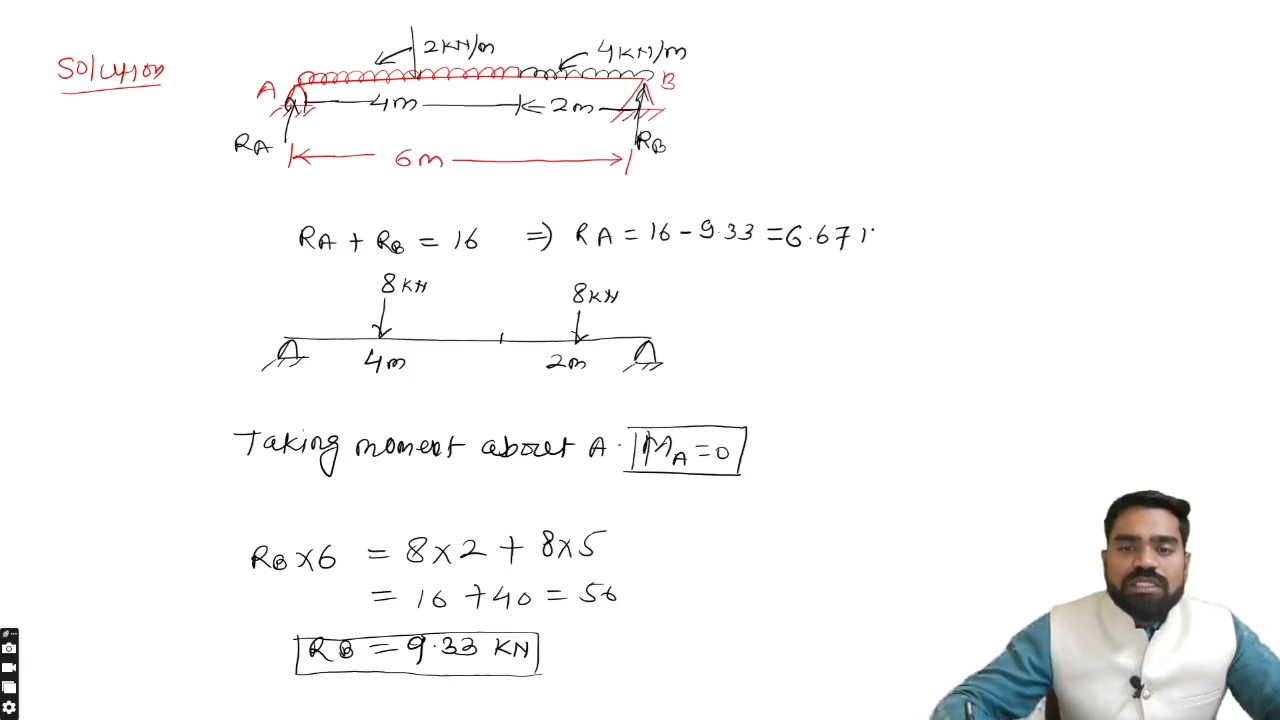 Solution
2KN/m
4KN/m
A
B
4m
2m
RA
RB
6m
RA + RB = 16 => RA = 16 - 9.33 = 6.67
8KN
8KN
4m
2m
Taking moment about A. MA = 0
RB×6 = 8×2 + 8×5
= 16 + 40 = 56
RB = 9.33 KN